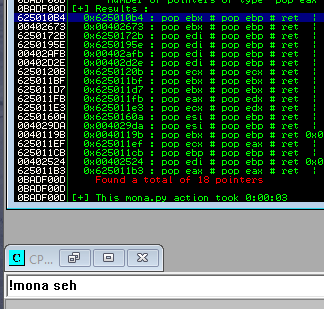 Number of pointers of type 'pop eax
0BADF00D [+] Results :
625010B4 0x625010b4 : pop ebx # pop ebp # ret |
00402673 0x00402673 : pop ebx # pop ebp # ret |
6250172B 0x6250172b : pop edi # pop ebp # ret |
6250195E 0x6250195e : pop edi # pop ebp # ret |
00402AFB 0x00402afb : pop edi # pop ebp # ret |
00402D2E 0x00402d2e : pop edi # pop ebp # ret |
6250120B 0x6250120b : pop ecx # pop ecx # ret |
625011BF 0x625011bf : pop ebx # pop ebx # ret |
625011D7 0x625011d7 : pop ebx # pop ebx # ret |
625011FB 0x625011fb : pop eax # pop edx # ret |
625011E3 0x625011e3 : pop ecx # pop edx # ret |
6250160A 0x6250160a : pop esi # pop ebp # ret |
004029DA 0x004029da : pop esi # pop ebp # ret |
0040119B 0x0040119b : pop ebx # pop ebp # ret 0x0
625011EF 0x625011ef : pop ecx # pop eax # ret |
625011CB 0x625011cb : pop ebp # pop ebp # ret |
00402524 0x00402524 : pop edi # pop ebp # ret 0x0
625011B3 0x625011b3 : pop eax # pop eax # ret |
0BADF00D Found a total of 18 pointers
0BADF00D
0BADF00D [+] This mona.py action took 0:00:03
C CP...
!mona seh